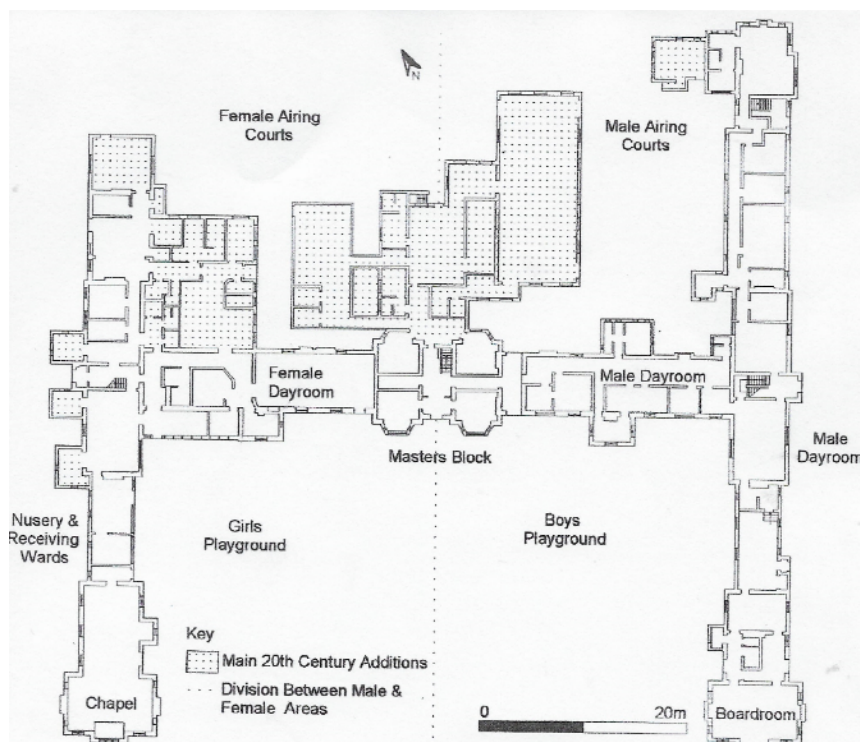 N
Female Airing
Courts
Male Airing
Courts
Female
Dayroom
Male Dayroom
Masters Block
Male
Dayroom
Nusery &
Receiving
Wards
Girls
Playground
Boys
Playground
Key
Main 20th Century Additions
Division Between Male &
Female Areas
Chapel
0
20m
Boardroom